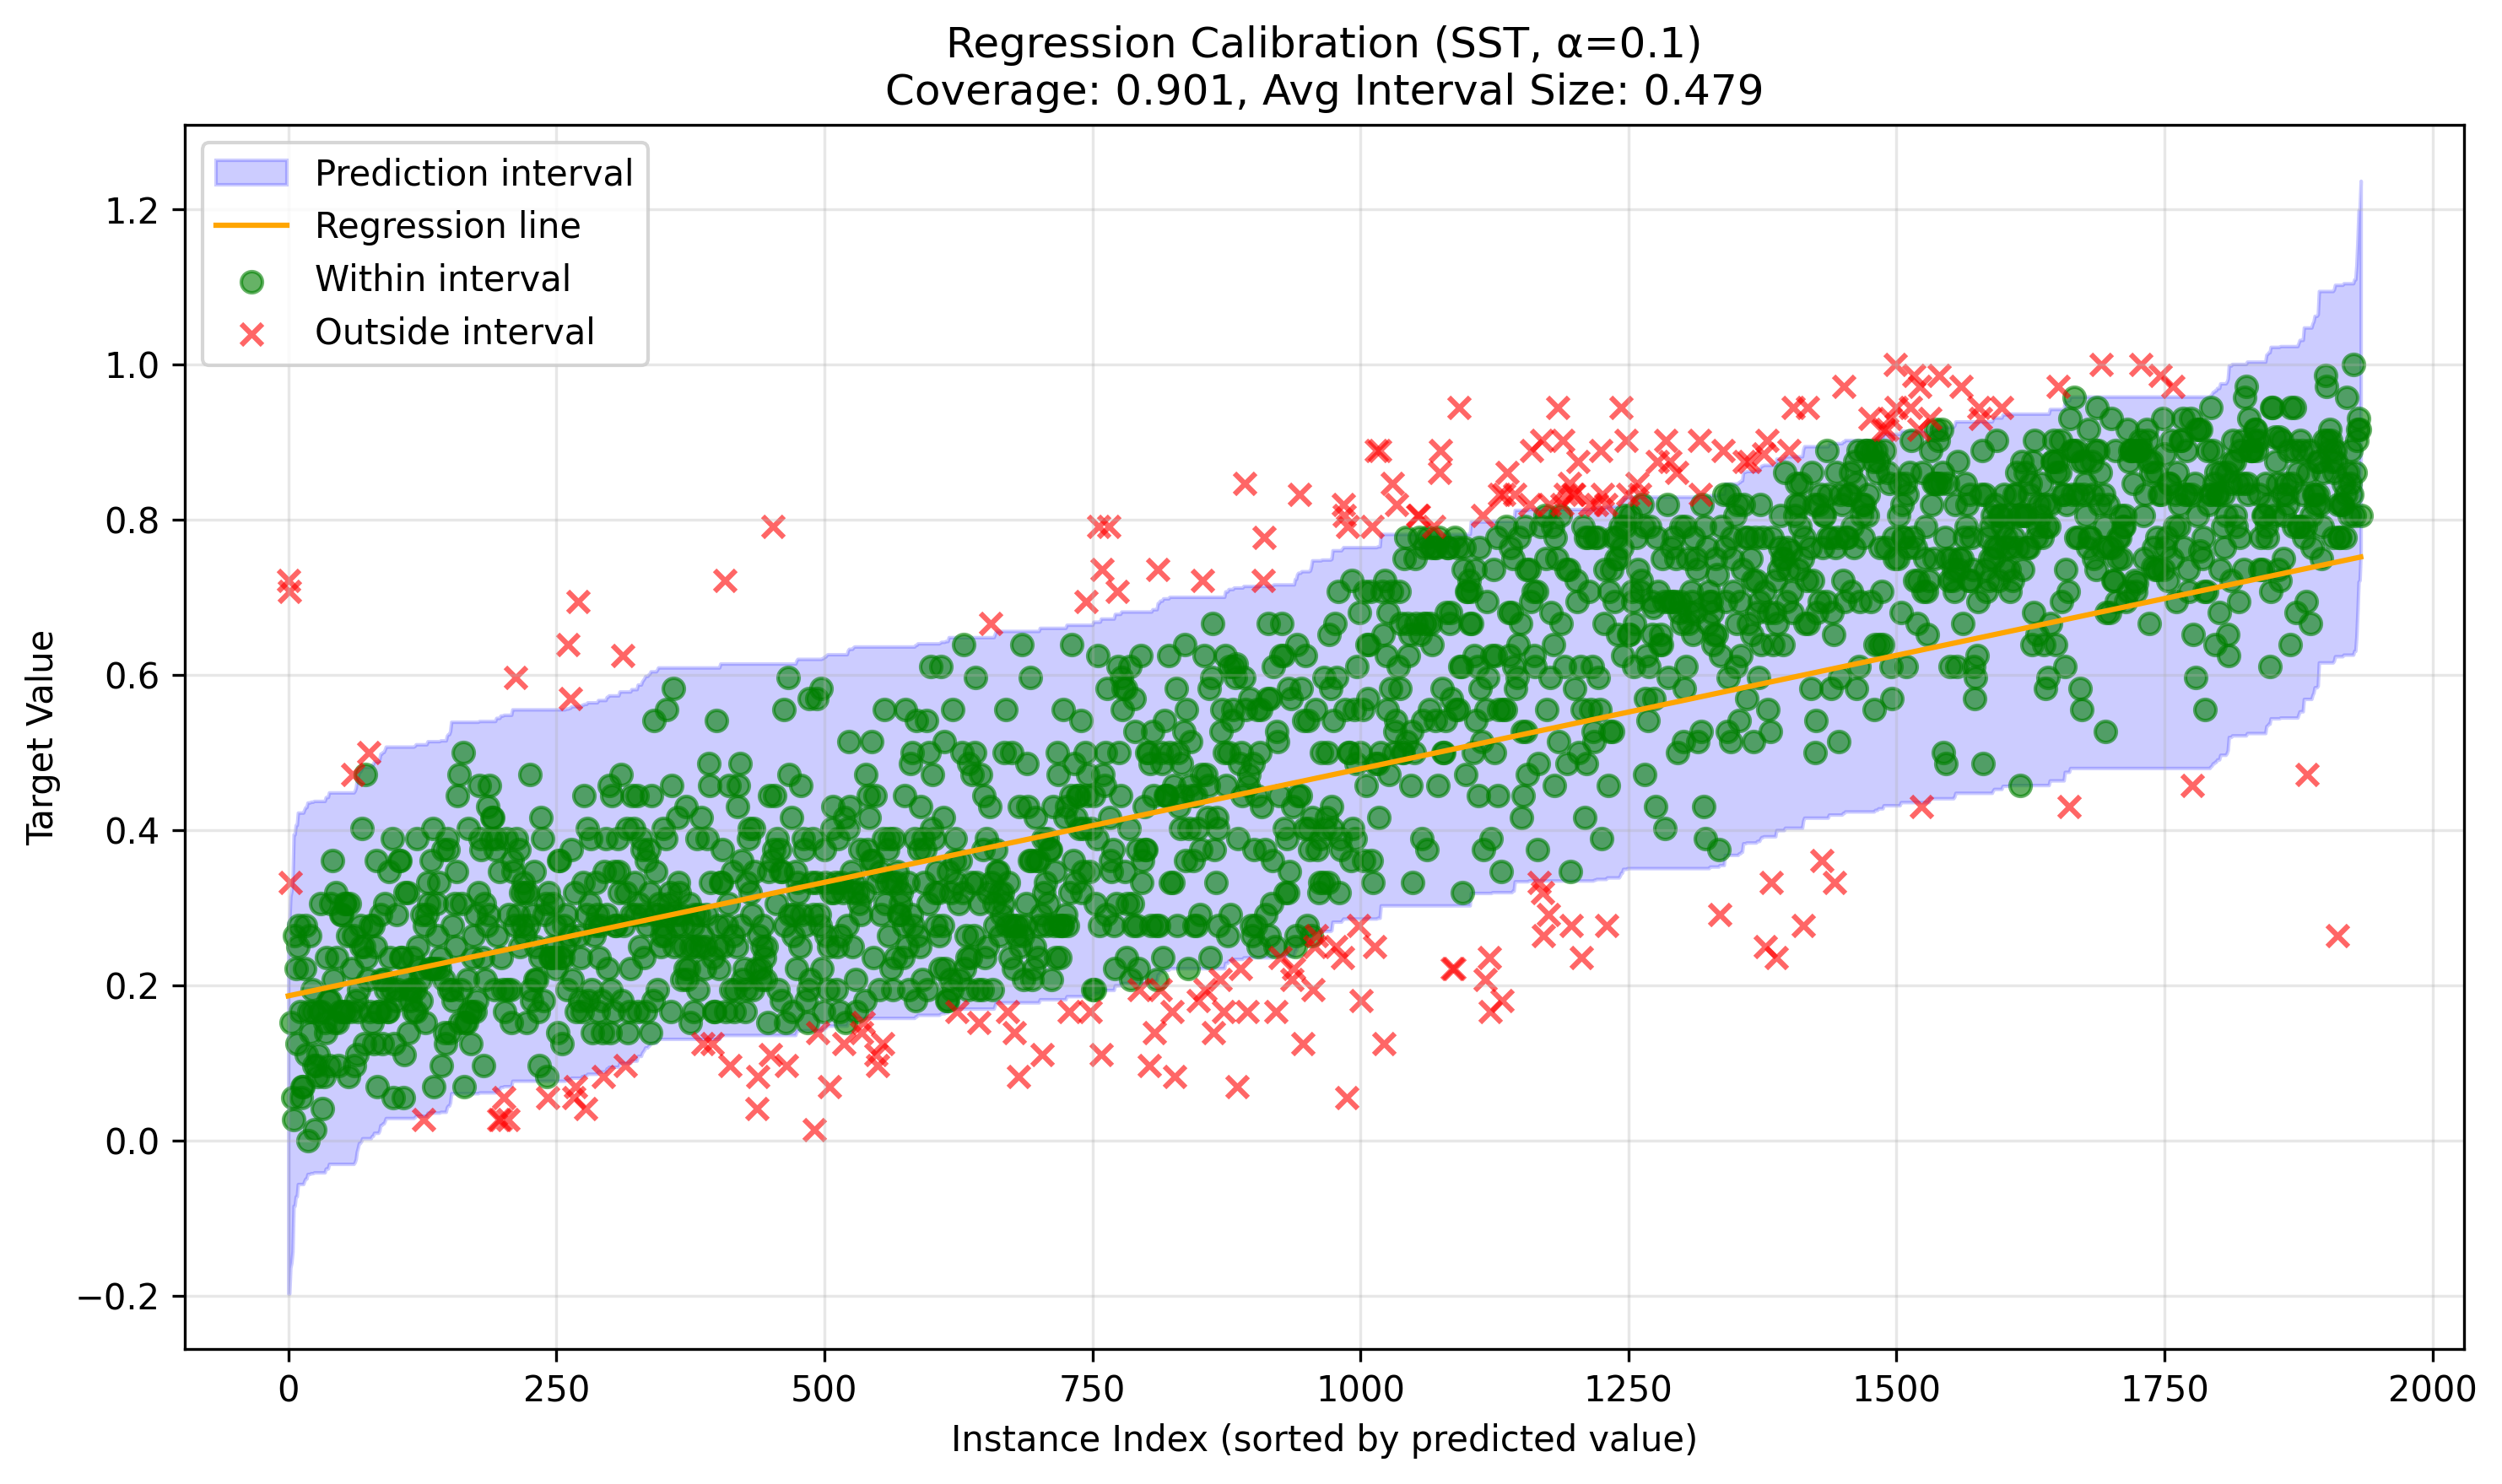 Regression Calibration (SST, α=0.1)
Coverage: 0.901, Avg Interval Size: 0.479
Prediction interval
Regression line
Within interval
Outside interval
Target Value
1.2
1.0
0.8
0.6
0.4
0.2
0.0
−0.2
0 250 500 750 1000 1250 1500 1750 2000
Instance Index (sorted by predicted value)